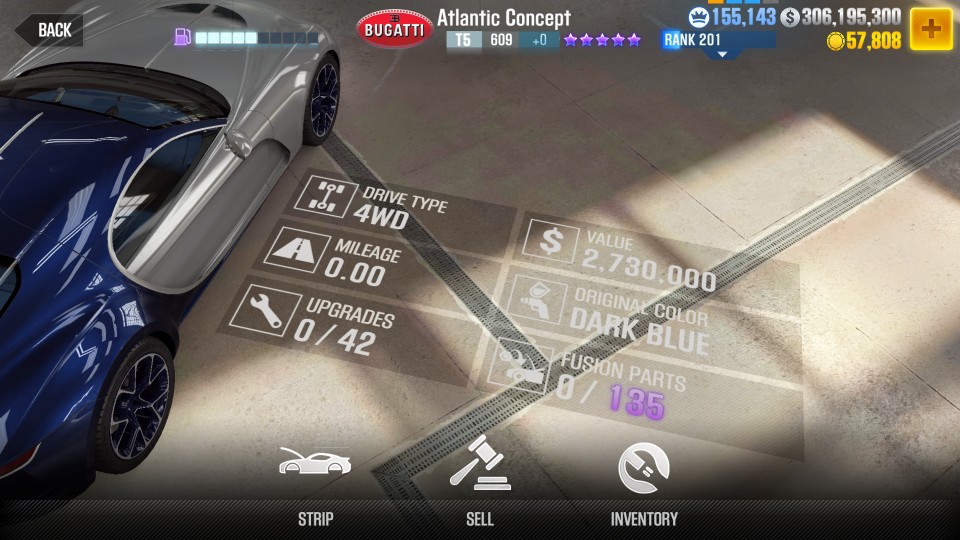 BACK
BUGATTI
Atlantic Concept
T5 609 +0
155,143
$ 306,195,300
RANK 201
57,808
+
DRIVE TYPE
4WD
MILEAGE
0.00
UPGRADES
0 / 42
$
VALUE
2,730,000
ORIGINAL COLOR
DARK BLUE
FUSION PARTS
0 / 135
STRIP
SELL
INVENTORY